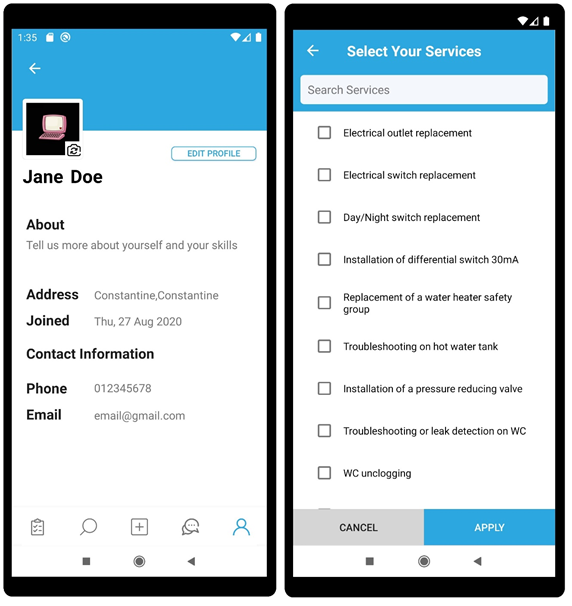 1:35
EDIT PROFILE
Jane Doe
About
Tell us more about yourself and your skills
Address Constantine,Constantine
Joined Thu, 27 Aug 2020
Contact Information
Phone 012345678
Email email@gmail.com
Select Your Services
Search Services
Electrical outlet replacement
Electrical switch replacement
Day/Night switch replacement
Installation of differential switch 30mA
Replacement of a water heater safety
group
Troubleshooting on hot water tank
Installation of a pressure reducing valve
Troubleshooting or leak detection on WC
WC unclogging
CANCEL
APPLY